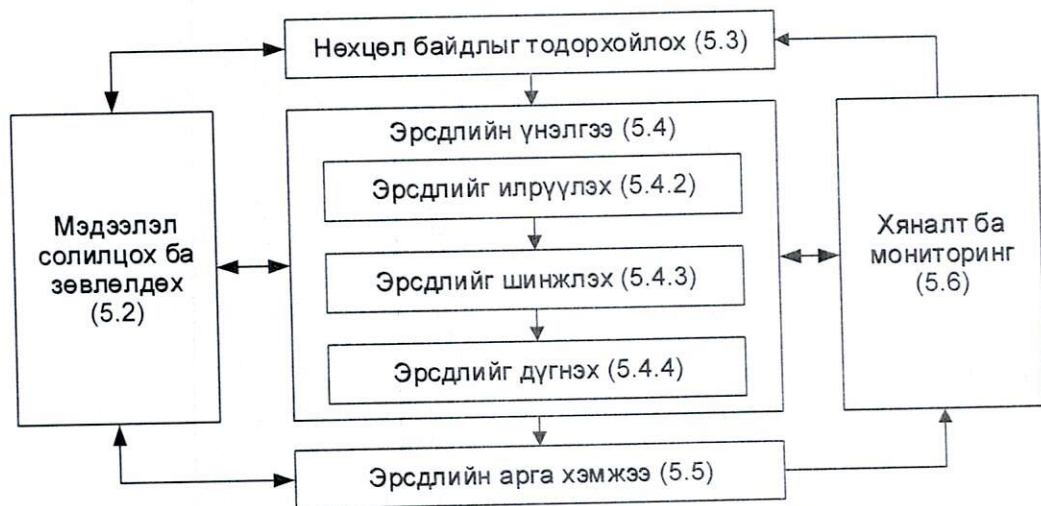 Нөхцөл байдлыг тодорхойлох (5.3)
Эрсдлийн үнэлгээ (5.4)
Эрсдлийг илрүүлэх (5.4.2)
Мэдээлэл
солилцох ба
зөвлөлдөх
(5.2)
Эрсдлийг шинжлэх (5.4.3)
Хяналт ба
мониторинг
(5.6)
Эрсдлийг дүгнэх (5.4.4)
Эрсдлийн арга хэмжээ (5.5)